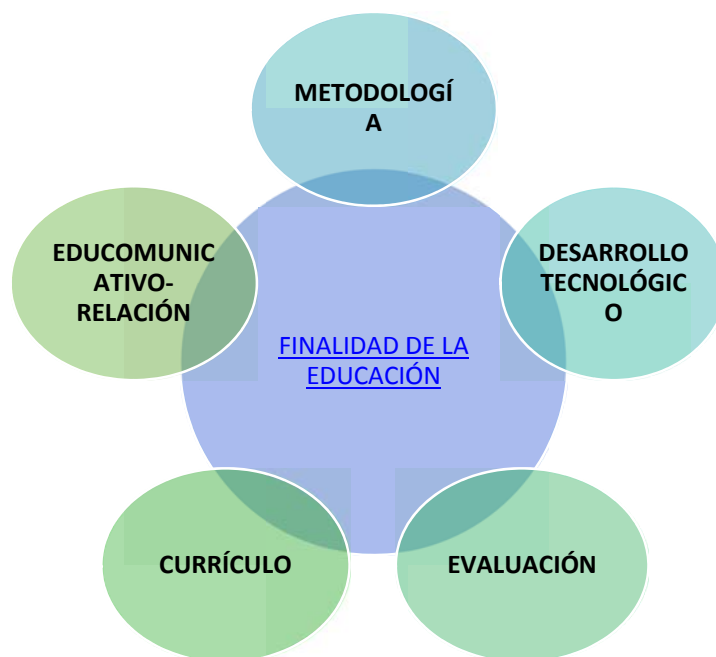 METODOLOGÍ
A
EDUCOMUNIC
ATIVO-
RELACIÓN
DESARROLLO
TECNOLÓGIC
O
FINALIDAD DE LA
EDUCACIÓN
CURRÍCULO
EVALUACIÓN